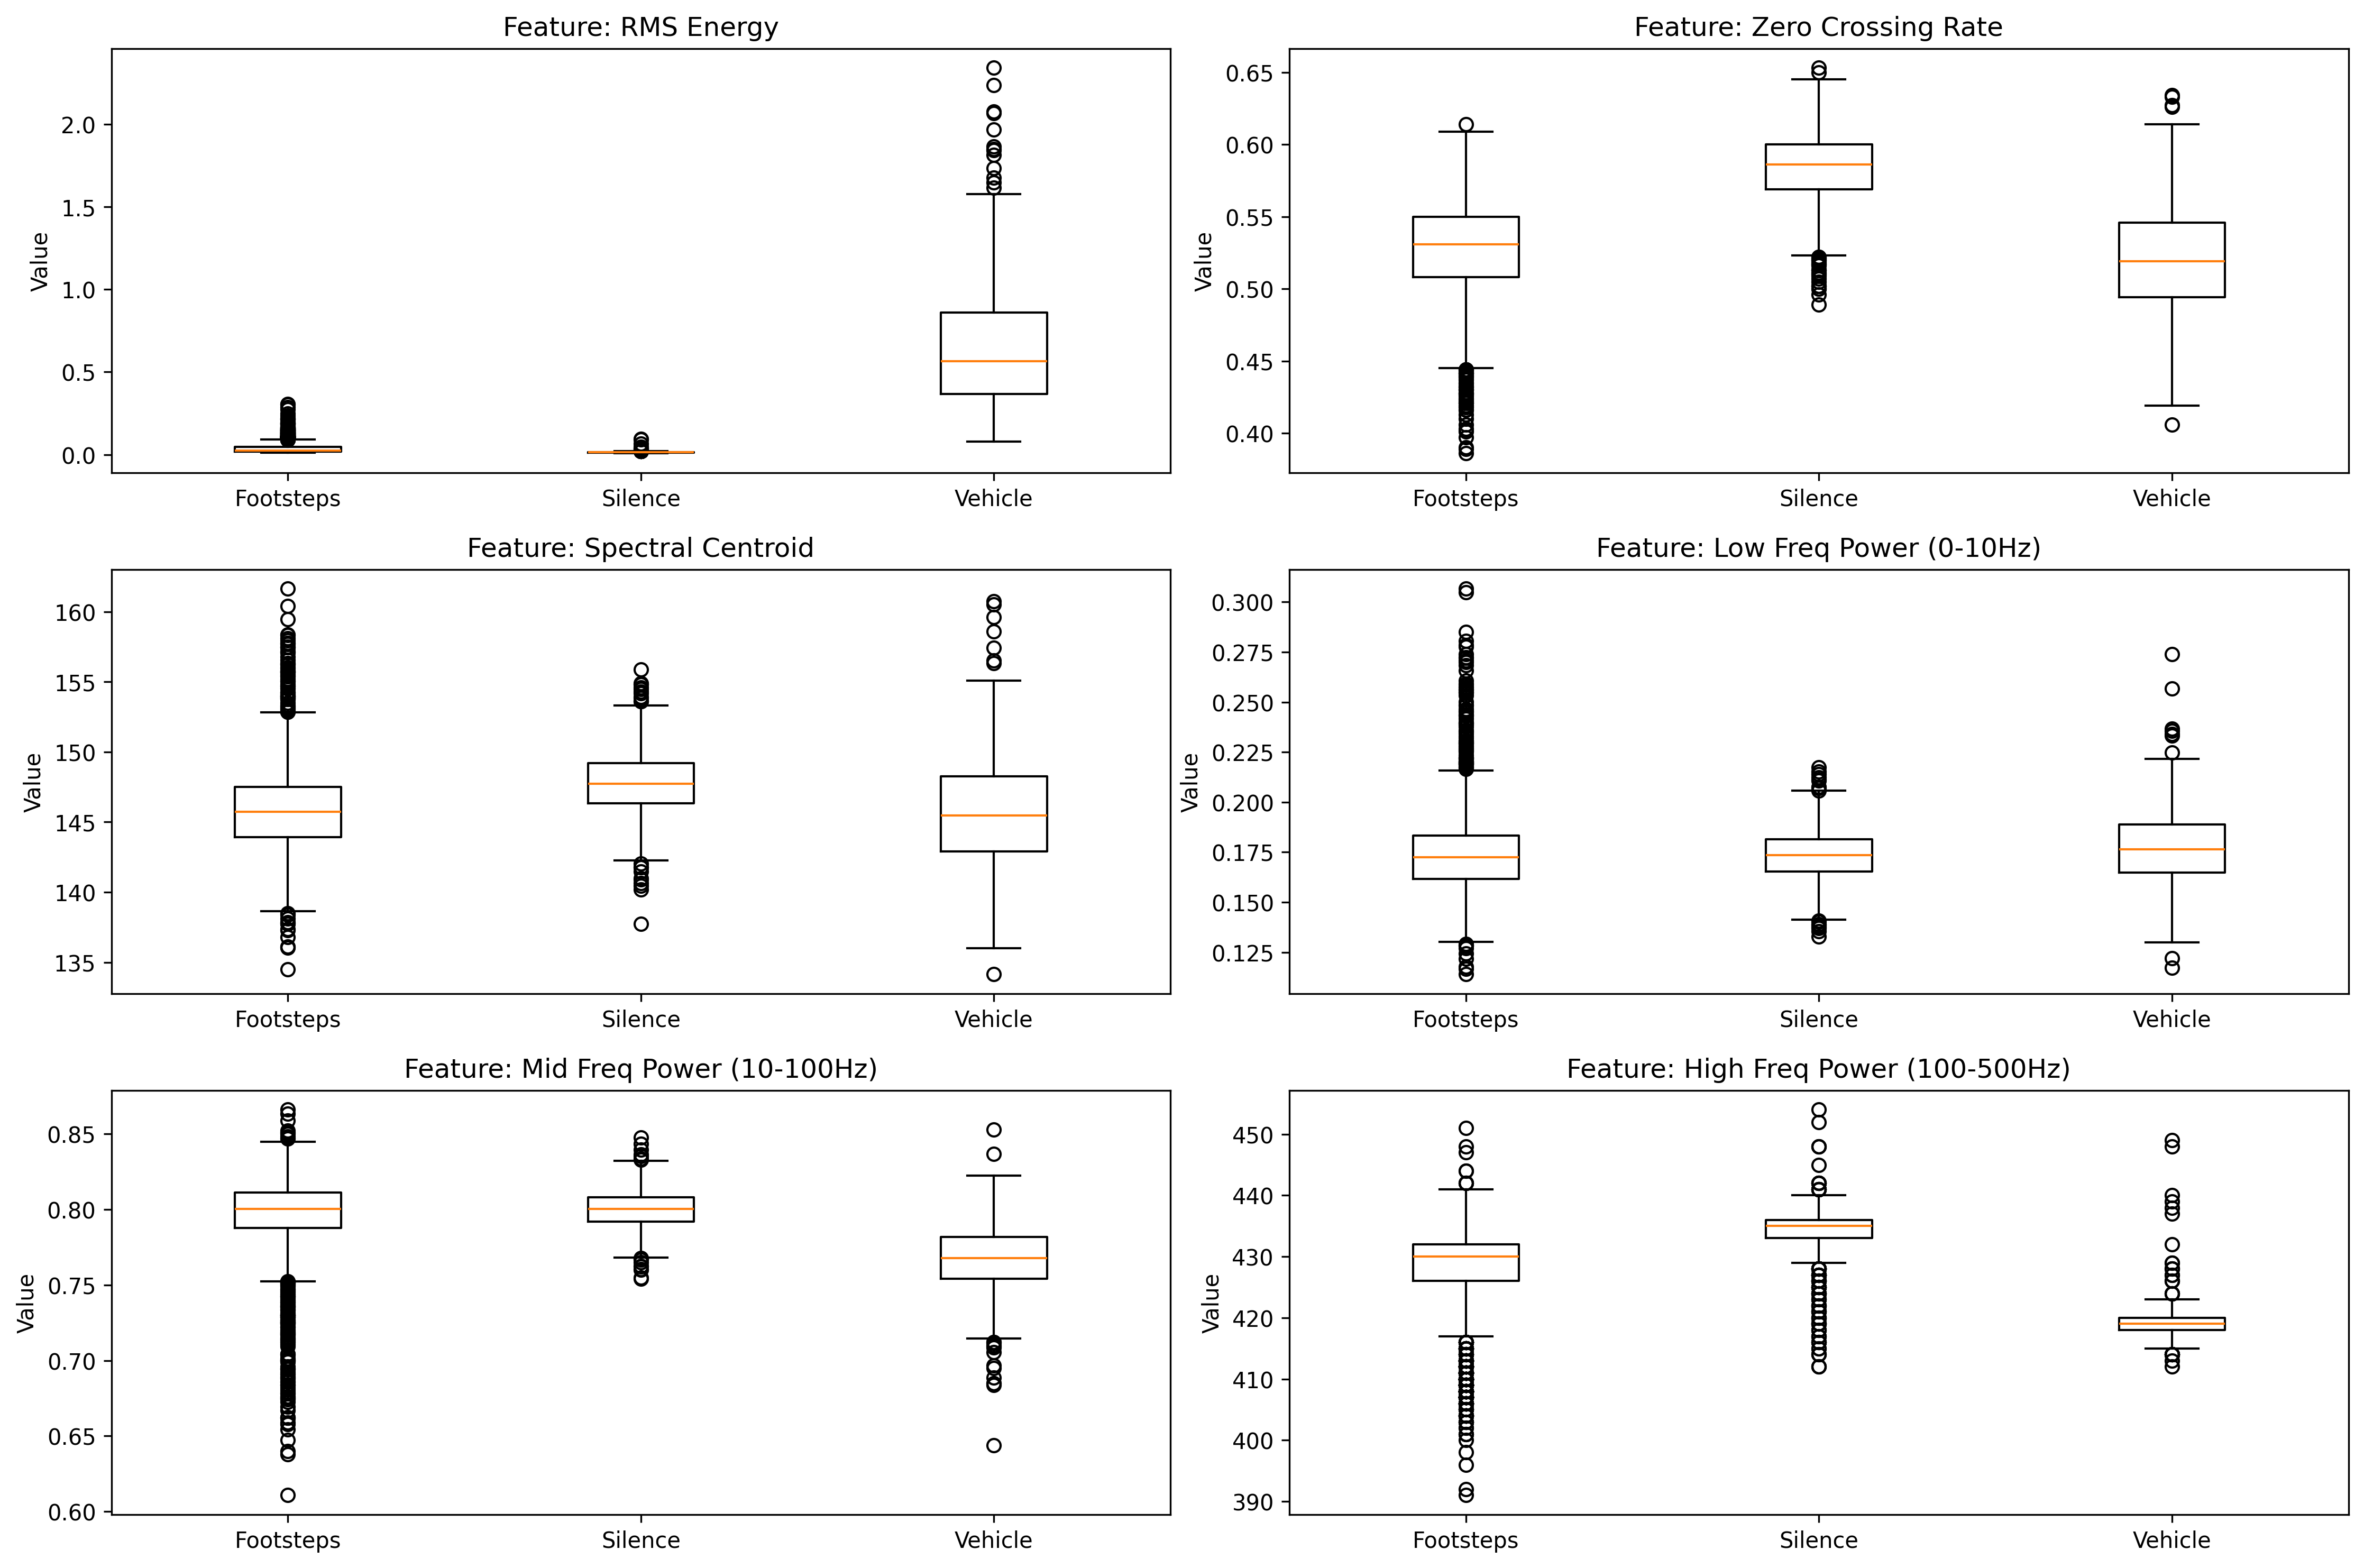 Feature: RMS Energy
Value
2.0
1.5
1.0
0.5
0.0
Footsteps Silence Vehicle
Feature: Zero Crossing Rate
Value
0.65
0.60
0.55
0.50
0.45
0.40
Footsteps Silence Vehicle
Feature: Spectral Centroid
Value
160
155
150
145
140
135
Footsteps Silence Vehicle
Feature: Low Freq Power (0-10Hz)
Value
0.300
0.275
0.250
0.225
0.200
0.175
0.150
0.125
Footsteps Silence Vehicle
Feature: Mid Freq Power (10-100Hz)
Value
0.85
0.80
0.75
0.70
0.65
0.60
Footsteps Silence Vehicle
Feature: High Freq Power (100-500Hz)
Value
450
440
430
420
410
400
390
Footsteps Silence Vehicle